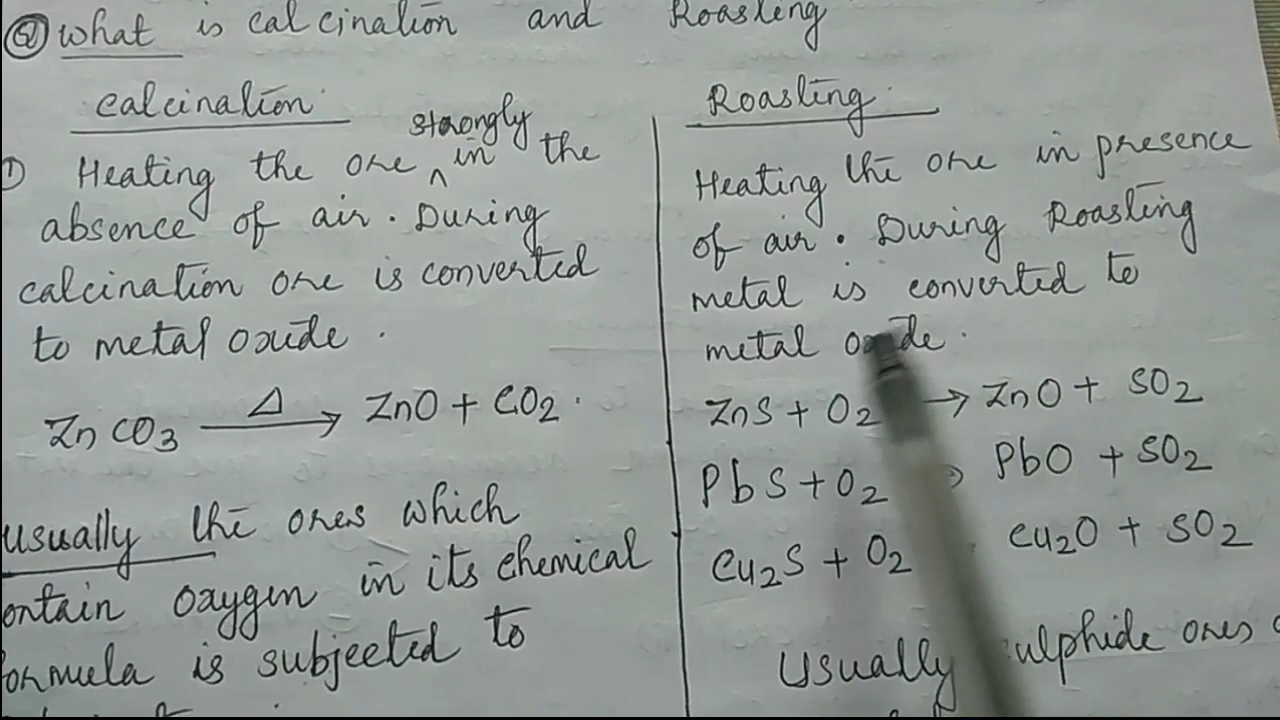 Q What is calcination and Roasting
calcination
① Heating the ore strongly in the
absence of air. During
calcination ore is converted
to metal oxide.
ZnCO3 Δ→ ZnO + CO2.
usually the ores which
ontain oxygen in its chemical
ormula is subjected to
Roasting.
Heating the ore in presence
of air. During Roasting
metal is converted to
metal oxide.
ZnS + O2 → ZnO + SO2
PbS + O2 → PbO + SO2
Cu2S + O2 Cu2O + SO2
Usually sulphide ores